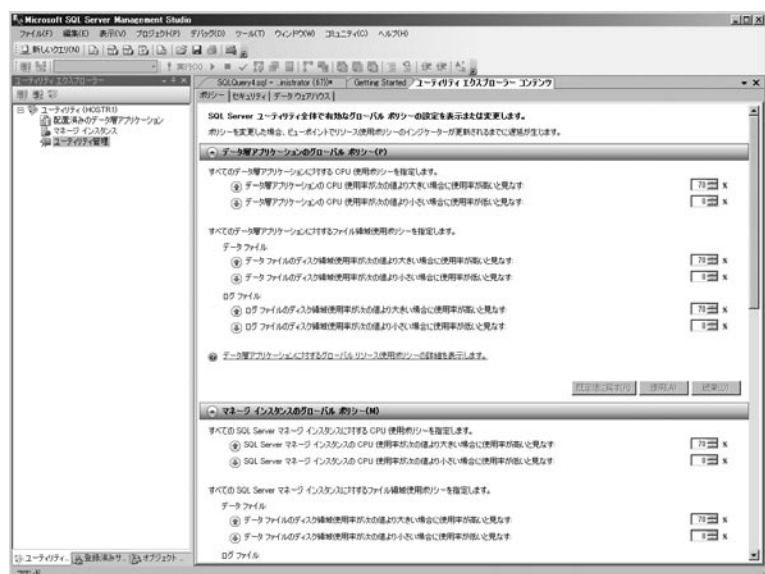 Microsoft SQL Server Management Studio
ファイル(F) 編集(E) 表示(V) プロジェクト(P) デバッグ(D) ツール(T) ウィンドウ(W) コミュニティ(C) ヘルプ(H)
新しいクエリ(N)
ユーティリティ エクスプローラー
SQLQuery4.sql - ...inistrator (67))* Getting Started ユーティリティ エクスプローラー コンテンツ
ポリシー セキュリティ データ ウェアハウス
ユーティリティ (HOSTR1)
配置済みのデータ層アプリケーション
マネージ インスタンス
ユーティリティ管理
SQL Server ユーティリティ全体で有効なグローバル ポリシーの設定を表示または変更します。
ポリシーを変更した場合、ビューポイントでリソース使用ポリシーのインジケーターが更新されるまでに遅延が生じます。
データ層アプリケーションのグローバル ポリシー(P)
すべてのデータ層アプリケーションに対する CPU 使用ポリシーを指定します。
データ層アプリケーションの CPU 使用率が次の値より大きい場合に使用率が高いと見なす: 70 %
データ層アプリケーションの CPU 使用率が次の値より小さい場合に使用率が低いと見なす: 0 %
すべてのデータ層アプリケーションに対するファイル領域使用ポリシーを指定します。
データ ファイル:
データ ファイルのディスク領域使用率が次の値より大きい場合に使用率が高いと見なす: 70 %
データ ファイルのディスク領域使用率が次の値より小さい場合に使用率が低いと見なす: 0 %
ログ ファイル:
ログ ファイルのディスク領域使用率が次の値より大きい場合に使用率が高いと見なす: 70 %
ログ ファイルのディスク領域使用率が次の値より小さい場合に使用率が低いと見なす: 0 %
データ層アプリケーションに対するグローバル リソース使用ポリシーの詳細を表示します。
既定値に戻す(R) 適用(A) 破棄(D)
マネージ インスタンスのグローバル ポリシー(M)
すべての SQL Server マネージ インスタンスに対する CPU 使用ポリシーを指定します。
SQL Server マネージ インスタンスの CPU 使用率が次の値より大きい場合に使用率が高いと見なす: 70 %
SQL Server マネージ インスタンスの CPU 使用率が次の値より小さい場合に使用率が低いと見なす: 0 %
すべての SQL Server マネージ インスタンスに対するファイル領域使用ポリシーを指定します。
データ ファイル:
データ ファイルのディスク領域使用率が次の値より大きい場合に使用率が高いと見なす: 70 %
データ ファイルのディスク領域使用率が次の値より小さい場合に使用率が低いと見なす: 0 %
ログ ファイル:
ユーティリティ... 登録済みサ... オブジェクト ...